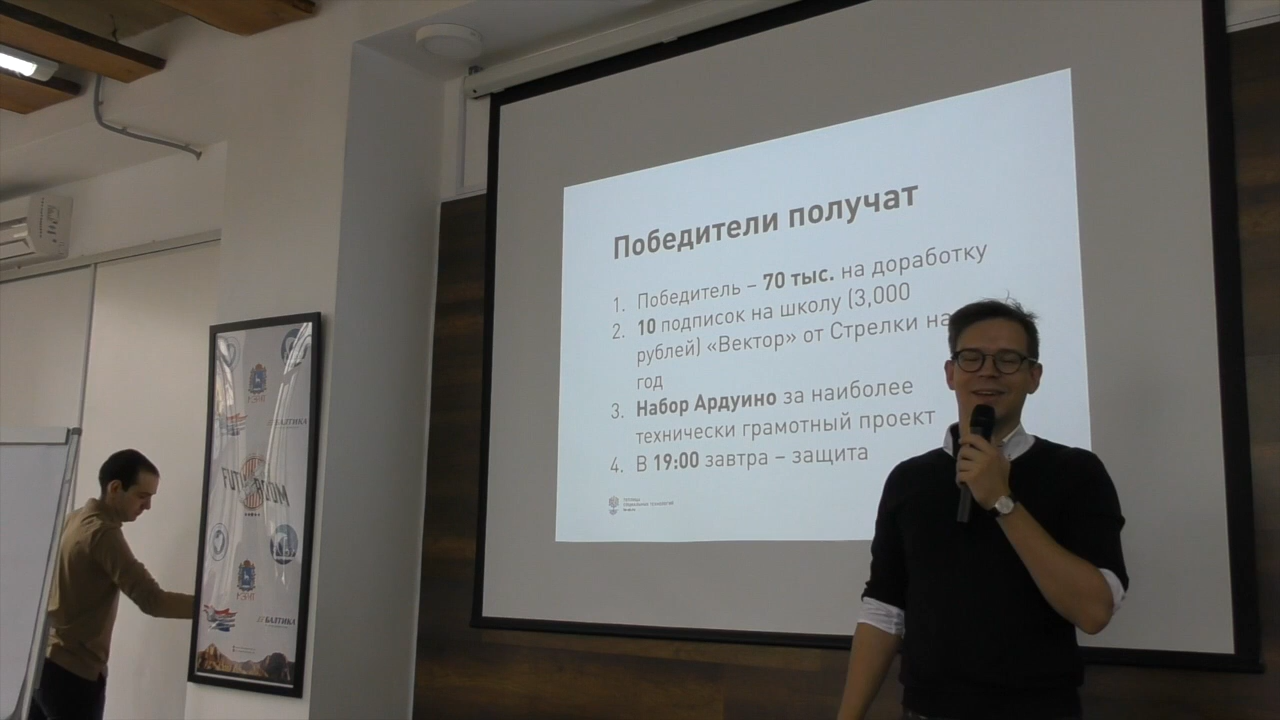 Победители получат
1. Победитель – 70 тыс. на доработку
2. 10 подписок на школу (3,000
рублей) «Вектор» от Стрелки на
год
3. Набор Ардуино за наиболее
технически грамотный проект
4. В 19:00 завтра – защита
БАЛТИКА
БАЛТИКА